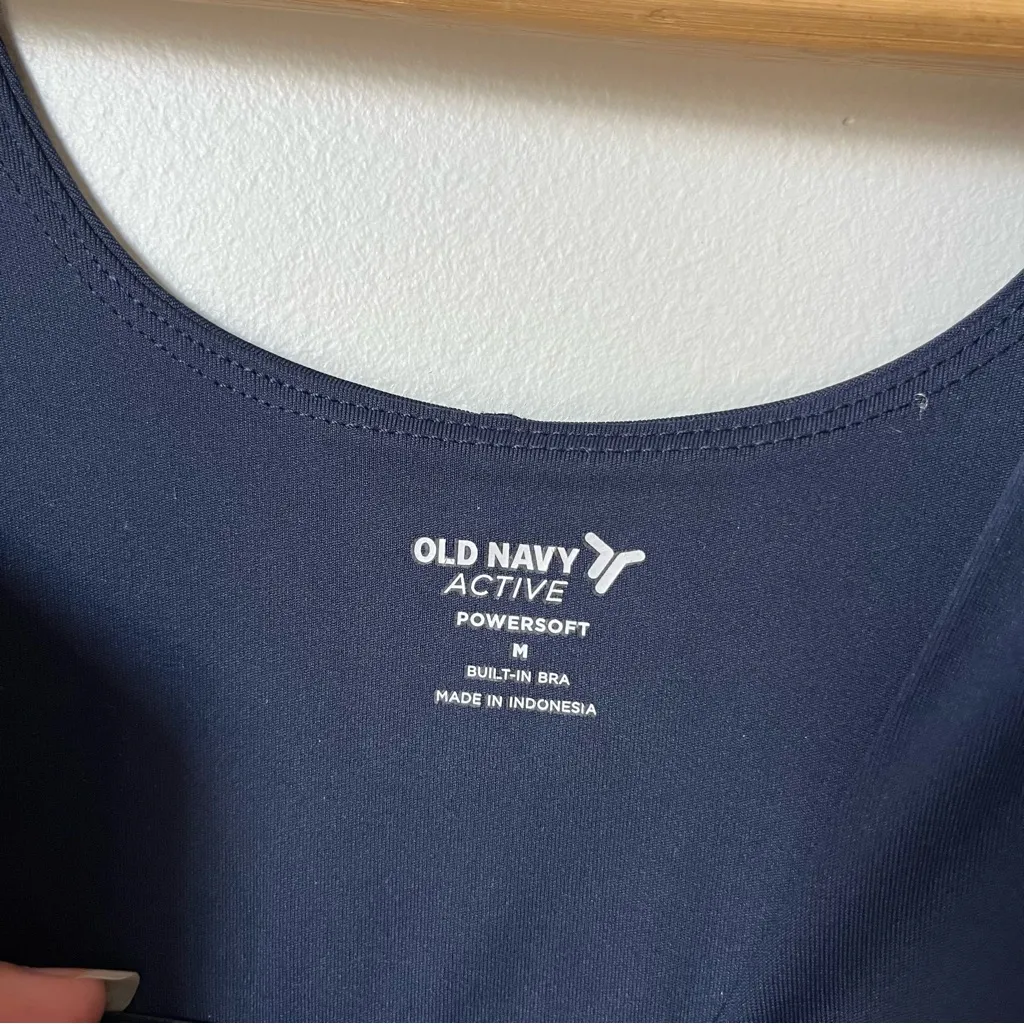 OLD NAVY
ACTIVE
POWERSOFT
M
BUILT-IN BRA
MADE IN INDONESIA